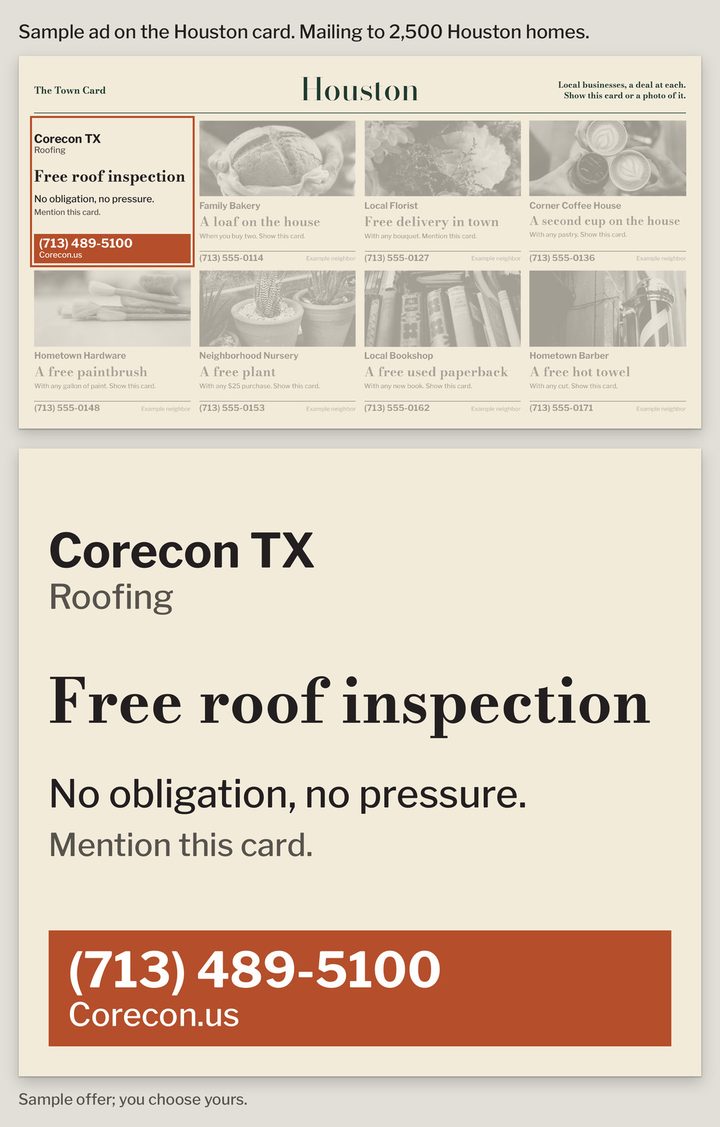 Sample ad on the Houston card. Mailing to 2,500 Houston homes.
The Town Card
Houston
Local businesses, a deal at each.
Show this card or a photo of it.
Corecon TX
Roofing
Free roof inspection
No obligation, no pressure.
Mention this card.
(713) 489-5100
Corecon.us
Family Bakery
A loaf on the house
When you buy two. Show this card.
(713) 555-0114
Example neighbor
Local Florist
Free delivery in town
With any bouquet. Mention this card.
(713) 555-0127
Example neighbor
Corner Coffee House
A second cup on the house
With any pastry. Show this card.
(713) 555-0136
Example neighbor
Hometown Hardware
A free paintbrush
With any gallon of paint. Show this card.
(713) 555-0148
Example neighbor
Neighborhood Nursery
A free plant
With any $25 purchase. Show this card.
(713) 555-0153
Example neighbor
Local Bookshop
A free used paperback
With any new book. Show this card.
(713) 555-0162
Example neighbor
Hometown Barber
A free hot towel
With any cut. Show this card.
(713) 555-0171
Example neighbor
Corecon TX
Roofing
Free roof inspection
No obligation, no pressure.
Mention this card.
(713) 489-5100
Corecon.us
Sample offer; you choose yours.